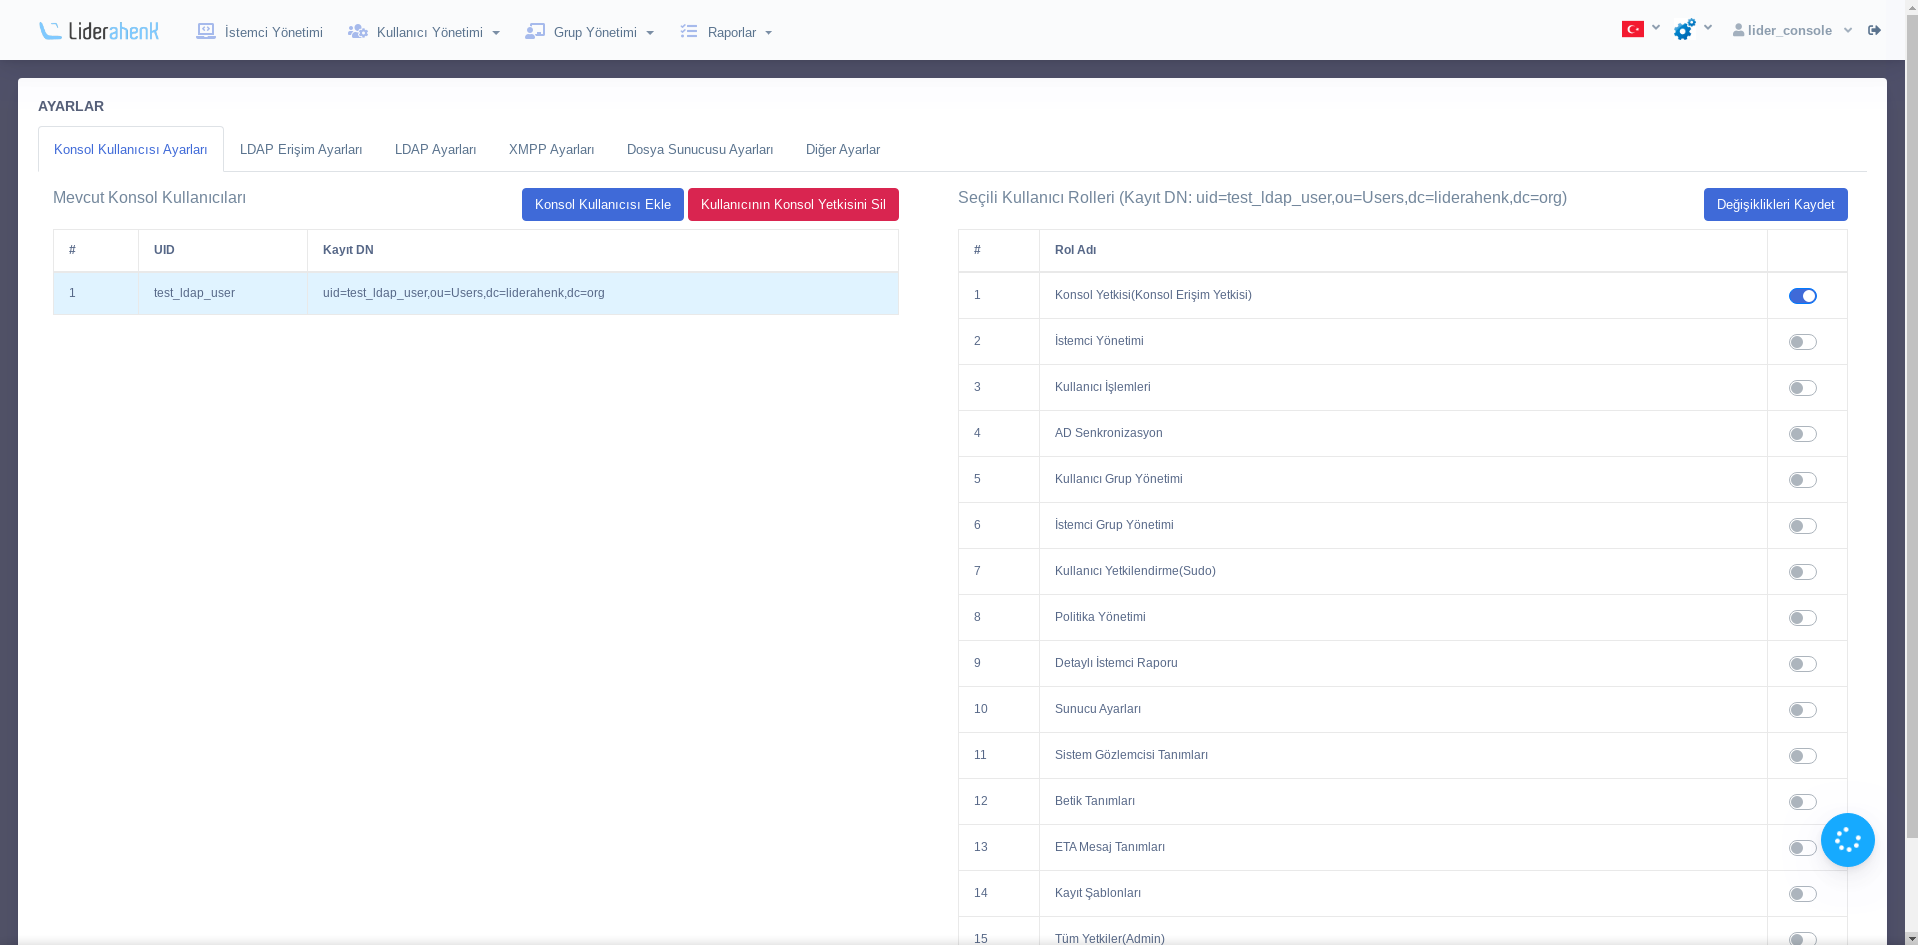 Liderahenk
İstemci Yönetimi
Kullanıcı Yönetimi
Grup Yönetimi
Raporlar
lider_console
AYARLAR
Konsol Kullanıcısı Ayarları
LDAP Erişim Ayarları
LDAP Ayarları
XMPP Ayarları
Dosya Sunucusu Ayarları
Diğer Ayarlar
Mevcut Konsol Kullanıcıları
Konsol Kullanıcısı Ekle
Kullanıcının Konsol Yetkisini Sil
# UID Kayıt DN
1 test_ldap_user uid=test_ldap_user,ou=Users,dc=liderahenk,dc=org
Seçili Kullanıcı Rolleri (Kayıt DN: uid=test_ldap_user,ou=Users,dc=liderahenk,dc=org)
Değişiklikleri Kaydet
# Rol Adı
1 Konsol Yetkisi(Konsol Erişim Yetkisi)
2 İstemci Yönetimi
3 Kullanıcı İşlemleri
4 AD Senkronizasyon
5 Kullanıcı Grup Yönetimi
6 İstemci Grup Yönetimi
7 Kullanıcı Yetkilendirme(Sudo)
8 Politika Yönetimi
9 Detaylı İstemci Raporu
10 Sunucu Ayarları
11 Sistem Gözlemcisi Tanımları
12 Betik Tanımları
13 ETA Mesaj Tanımları
14 Kayıt Şablonları
15 Tüm Yetkiler(Admin)